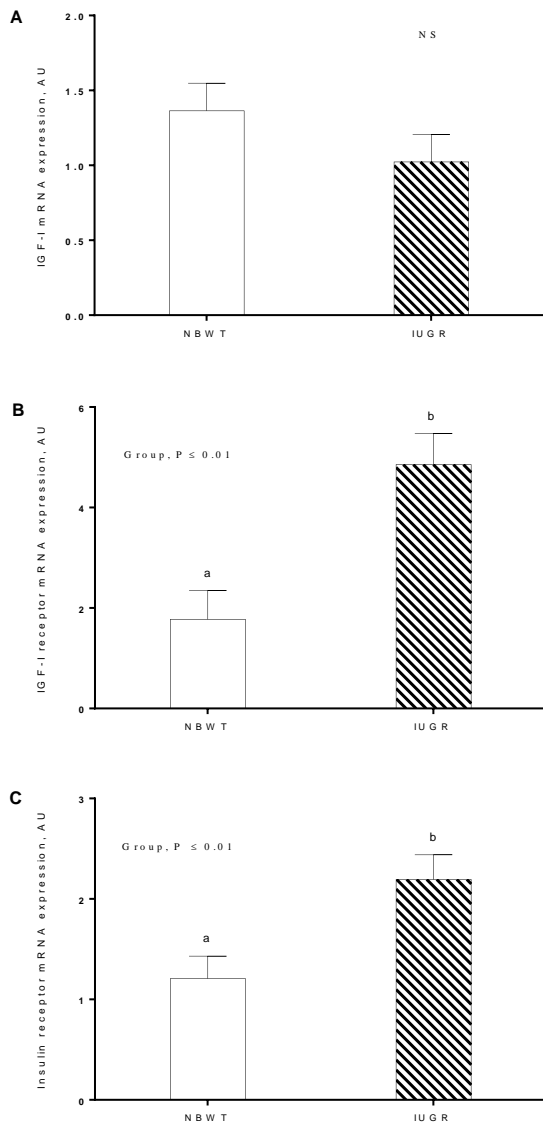 A
IGF-I mRNA expression, AU
2.0
1.5
1.0
0.5
0.0
NS
NBWT
IUGR
B
IGF-I receptor mRNA expression, AU
6
4
2
0
Group, P ≤ 0.01
a
b
NBWT
IUGR
C
Insulin receptor mRNA expression, AU
3
2
1
0
Group, P ≤ 0.01
a
b
NBWT
IUGR